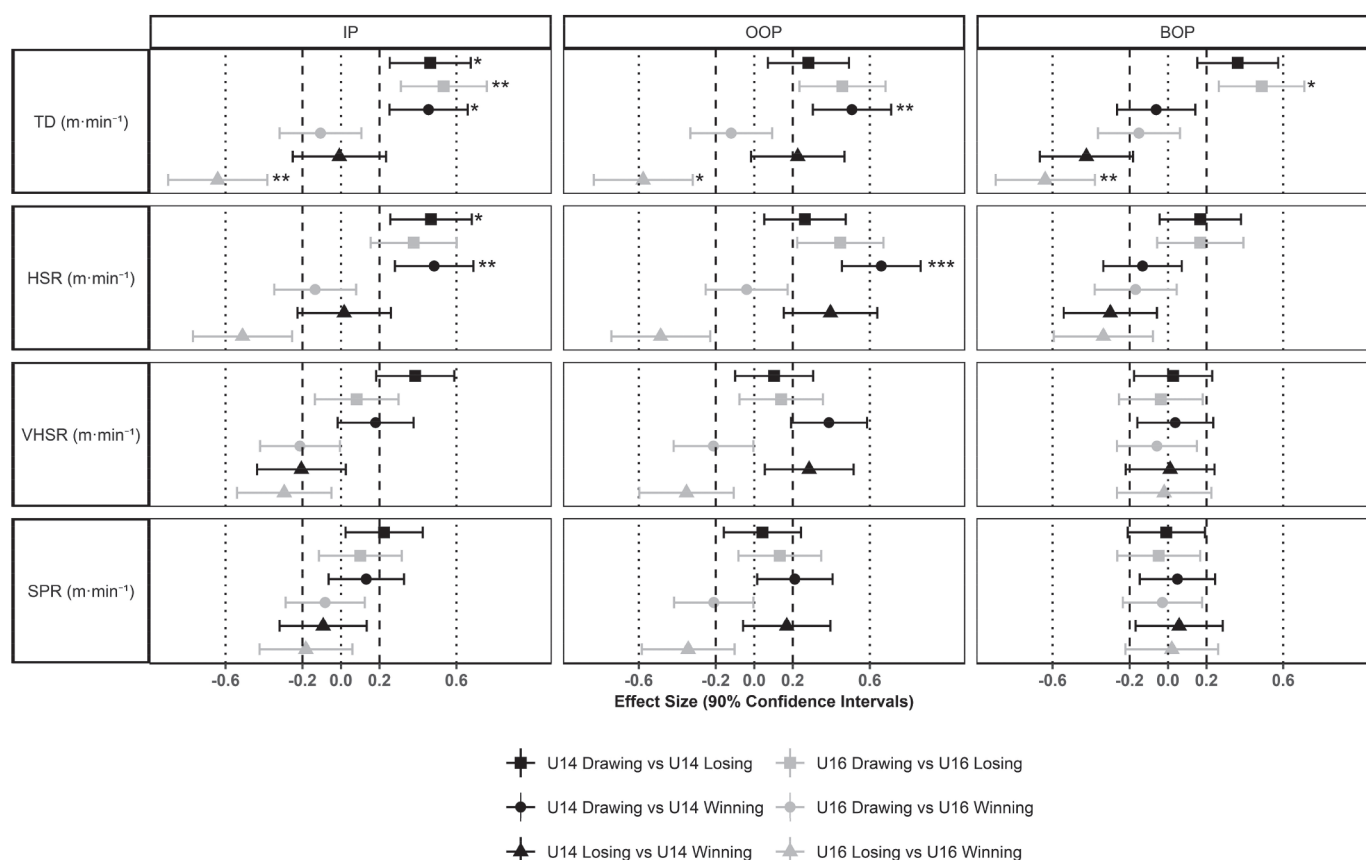 IP OOP BOP
TD (m·min⁻¹)
* * **
** *
* **
** * **
HSR (m·min⁻¹)
*
** ***
VHSR (m·min⁻¹)
SPR (m·min⁻¹)
-0.6 -0.2 0.0 0.2 0.6 -0.6 -0.2 0.0 0.2 0.6 -0.6 -0.2 0.0 0.2 0.6
Effect Size (90% Confidence Intervals)
U14 Drawing vs U14 Losing U16 Drawing vs U16 Losing
U14 Drawing vs U14 Winning U16 Drawing vs U16 Winning
U14 Losing vs U14 Winning U16 Losing vs U16 Winning